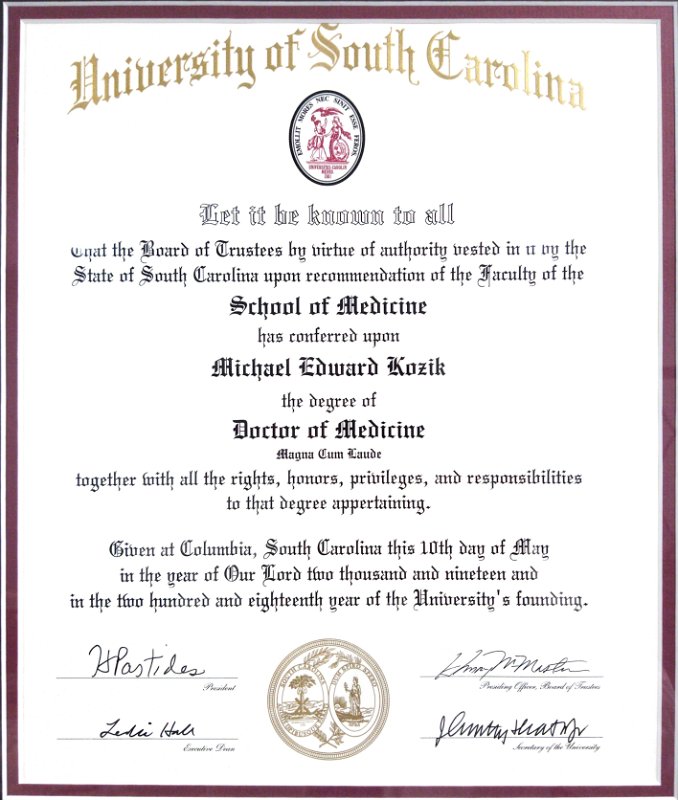 University of South Carolina
EMOLLIT MORES NEC SINIT ESSE FEROS
Let it be known to all
that the Board of Trustees by virtue of authority vested in it by the
State of South Carolina upon recommendation of the Faculty of the
School of Medicine
has conferred upon
Michael Edward Kozik
the degree of
Doctor of Medicine
Magna Cum Laude
together with all the rights, honors, privileges, and responsibilities
to that degree appertaining.
Given at Columbia, South Carolina this 10th day of May
in the year of Our Lord two thousand and nineteen and
in the two hundred and eighteenth year of the University's founding.
H Pastides
President
Presiding Officer, Board of Trustees
SOUTH CAROLINA
Leslie Hall
Executive Dean
Secretary of the University